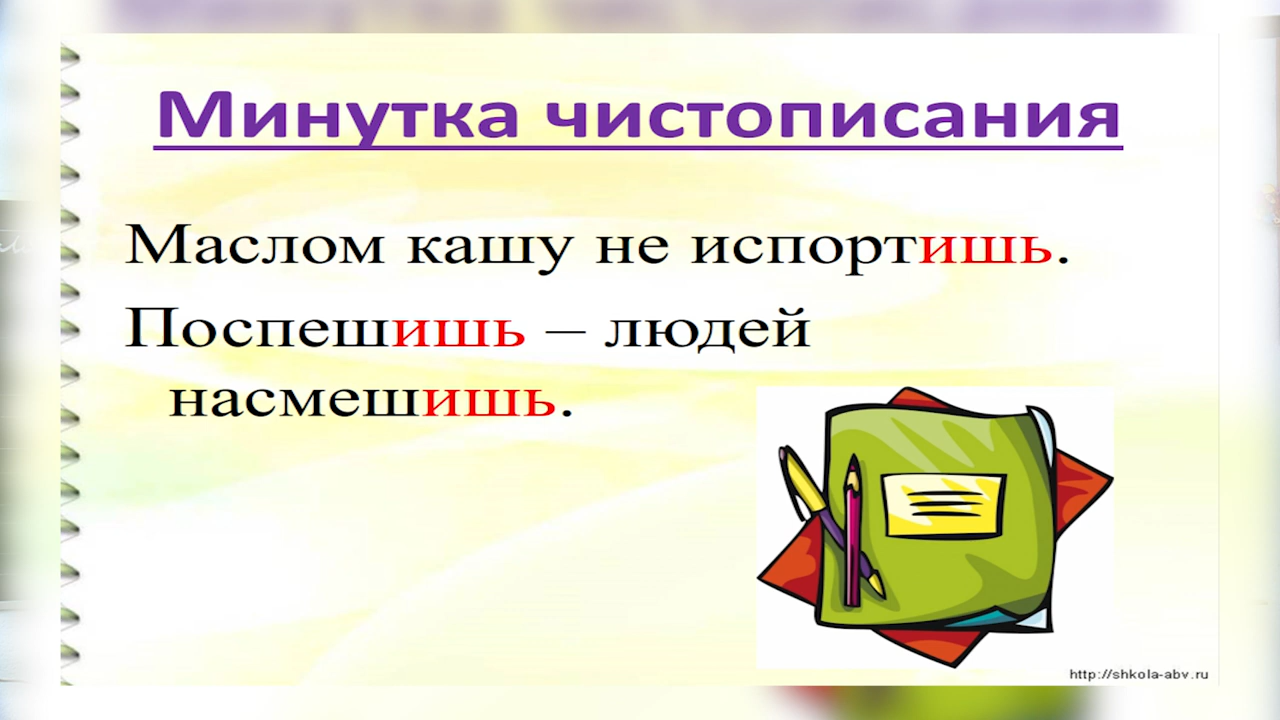 Минутка чистописания
Маслом кашу не испортишь.
Поспешишь – людей
насмешишь.
http://shkola-abv.ru